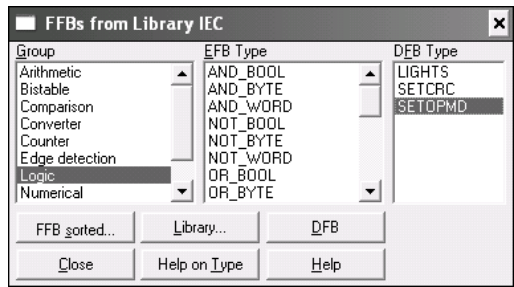 FFBs from Library IEC
Group
Arithmetic
Bistable
Comparison
Converter
Counter
Edge detection
Logic
Numerical
EFB Type
AND_BOOL
AND_BYTE
AND_WORD
NOT_BOOL
NOT_BYTE
NOT_WORD
OR_BOOL
OR_BYTE
DFB Type
LIGHTS
SETCRC
SETOPMD
FFB sorted... Library... DFB
Close Help on Type Help